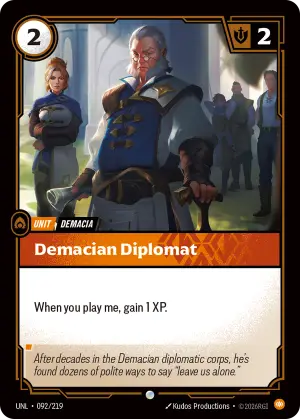 2
2
UNIT DEMACIA
Demacian Diplomat
When you play me, gain 1 XP.
After decades in the Demacian diplomatic corps, he's
found dozens of polite ways to say "leave us alone."
UNL • 092/219
Kudos Productions • ©2026RGI